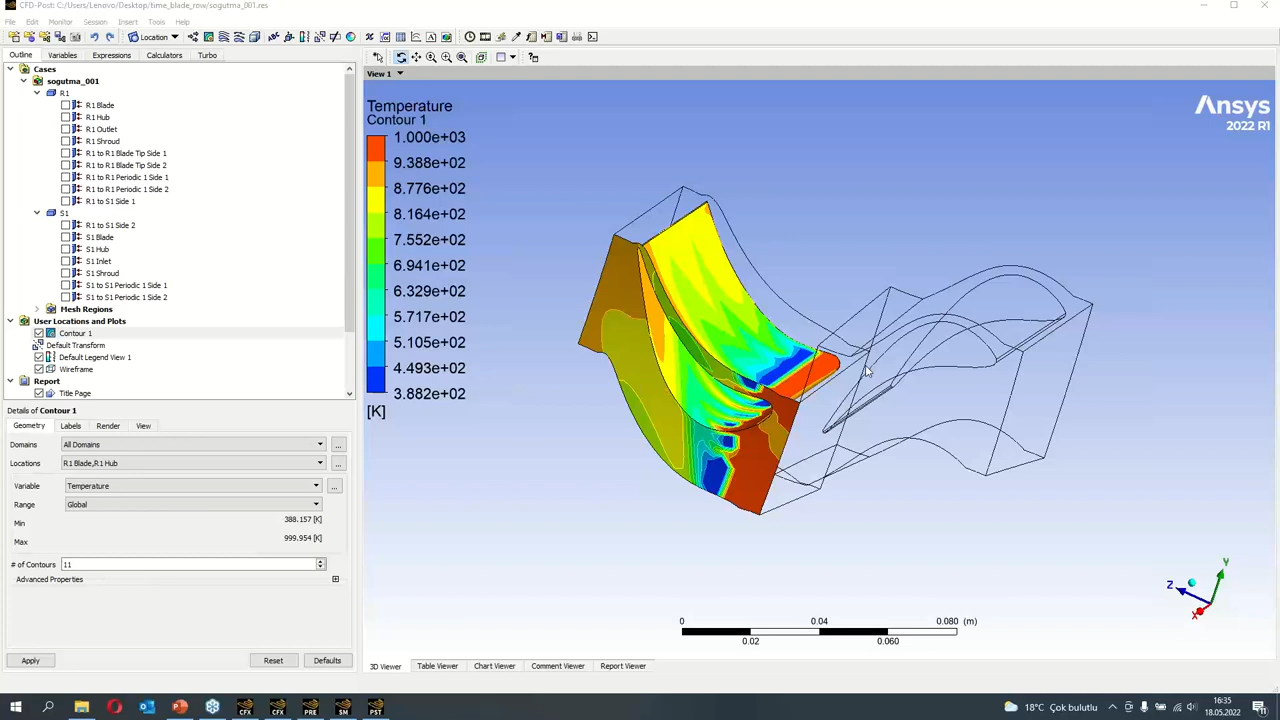 CFD-Post: C:/Users/Lenovo/Desktop/time_blade_row/sogutma_001.res
File Edit Monitor Session Insert Tools Help
Location
Outline Variables Expressions Calculators Turbo
Cases
sogutma_001
R1
R1 Blade
R1 Hub
R1 Outlet
R1 Shroud
R1 to R1 Blade Tip Side 1
R1 to R1 Blade Tip Side 2
R1 to R1 Periodic 1 Side 1
R1 to R1 Periodic 1 Side 2
R1 to S1 Side 1
S1
R1 to S1 Side 2
S1 Blade
S1 Hub
S1 Inlet
S1 Shroud
S1 to S1 Periodic 1 Side 1
S1 to S1 Periodic 1 Side 2
Mesh Regions
User Locations and Plots
Contour 1
Default Transform
Default Legend View 1
Wireframe
Report
Title Page
Details of Contour 1
Geometry Labels Render View
Domains All Domains ...
Locations R1 Blade,R1 Hub ...
Variable Temperature ...
Range Global
Min 388.157 [K]
Max 999.954 [K]
# of Contours 11
Advanced Properties
Apply Reset Defaults
View 1
Temperature
Contour 1
1.000e+03
9.388e+02
8.776e+02
8.164e+02
7.552e+02
6.941e+02
6.329e+02
5.717e+02
5.105e+02
4.493e+02
3.882e+02
[K]
Ansys
2022 R1
0 0.04 0.080 (m)
0.02 0.060
Y
Z
X
3D Viewer Table Viewer Chart Viewer Comment Viewer Report Viewer
CFX CFX PRE SM PST
18°C Çok bulutlu
16:35
18.05.2022